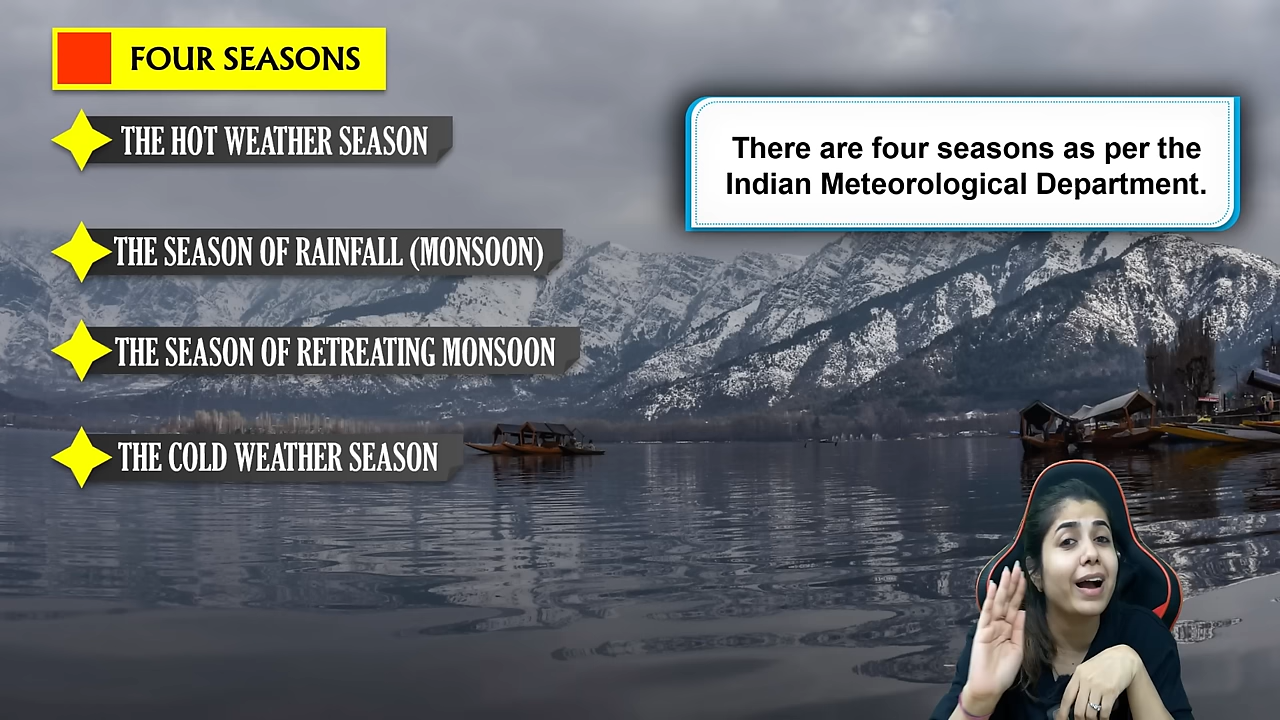 FOUR SEASONS
THE HOT WEATHER SEASON
THE SEASON OF RAINFALL (MONSOON)
THE SEASON OF RETREATING MONSOON
THE COLD WEATHER SEASON
There are four seasons as per the
Indian Meteorological Department.